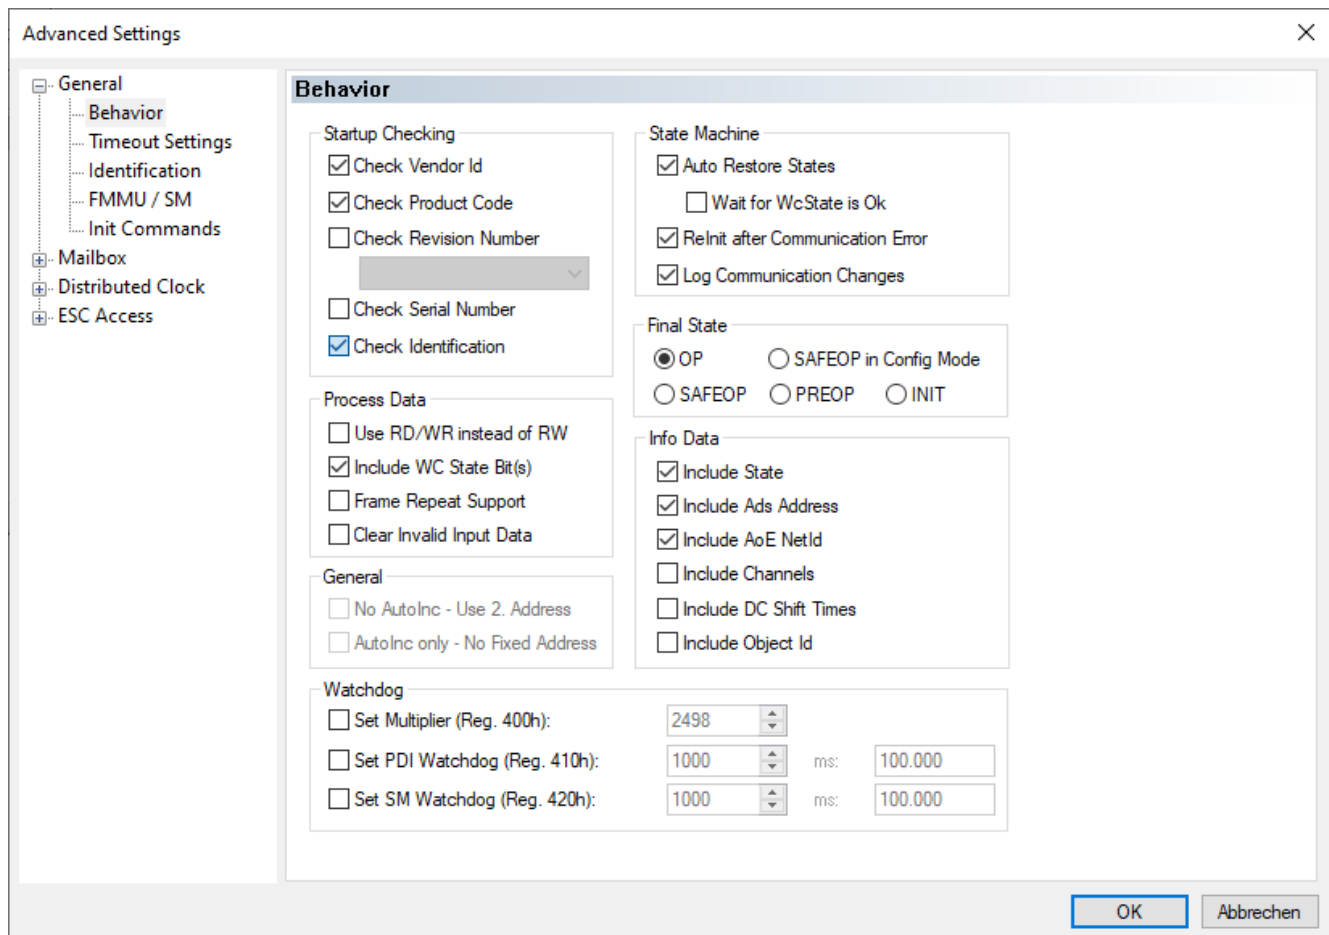 Advanced Settings
General
Behavior
Timeout Settings
Identification
FMMU / SM
Init Commands
Mailbox
Distributed Clock
ESC Access
Behavior
Startup Checking
Check Vendor Id
Check Product Code
Check Revision Number
Check Serial Number
Check Identification
Process Data
Use RD/WR instead of RW
Include WC State Bit(s)
Frame Repeat Support
Clear Invalid Input Data
General
No AutoInc - Use 2. Address
AutoInc only - No Fixed Address
State Machine
Auto Restore States
Wait for WcState is Ok
ReInit after Communication Error
Log Communication Changes
Final State
OP SAFEOP in Config Mode
SAFEOP PREOP INIT
Info Data
Include State
Include Ads Address
Include AoE NetId
Include Channels
Include DC Shift Times
Include Object Id
Watchdog
Set Multiplier (Reg. 400h): 2498
Set PDI Watchdog (Reg. 410h): 1000 ms: 100.000
Set SM Watchdog (Reg. 420h): 1000 ms: 100.000
OK Abbrechen